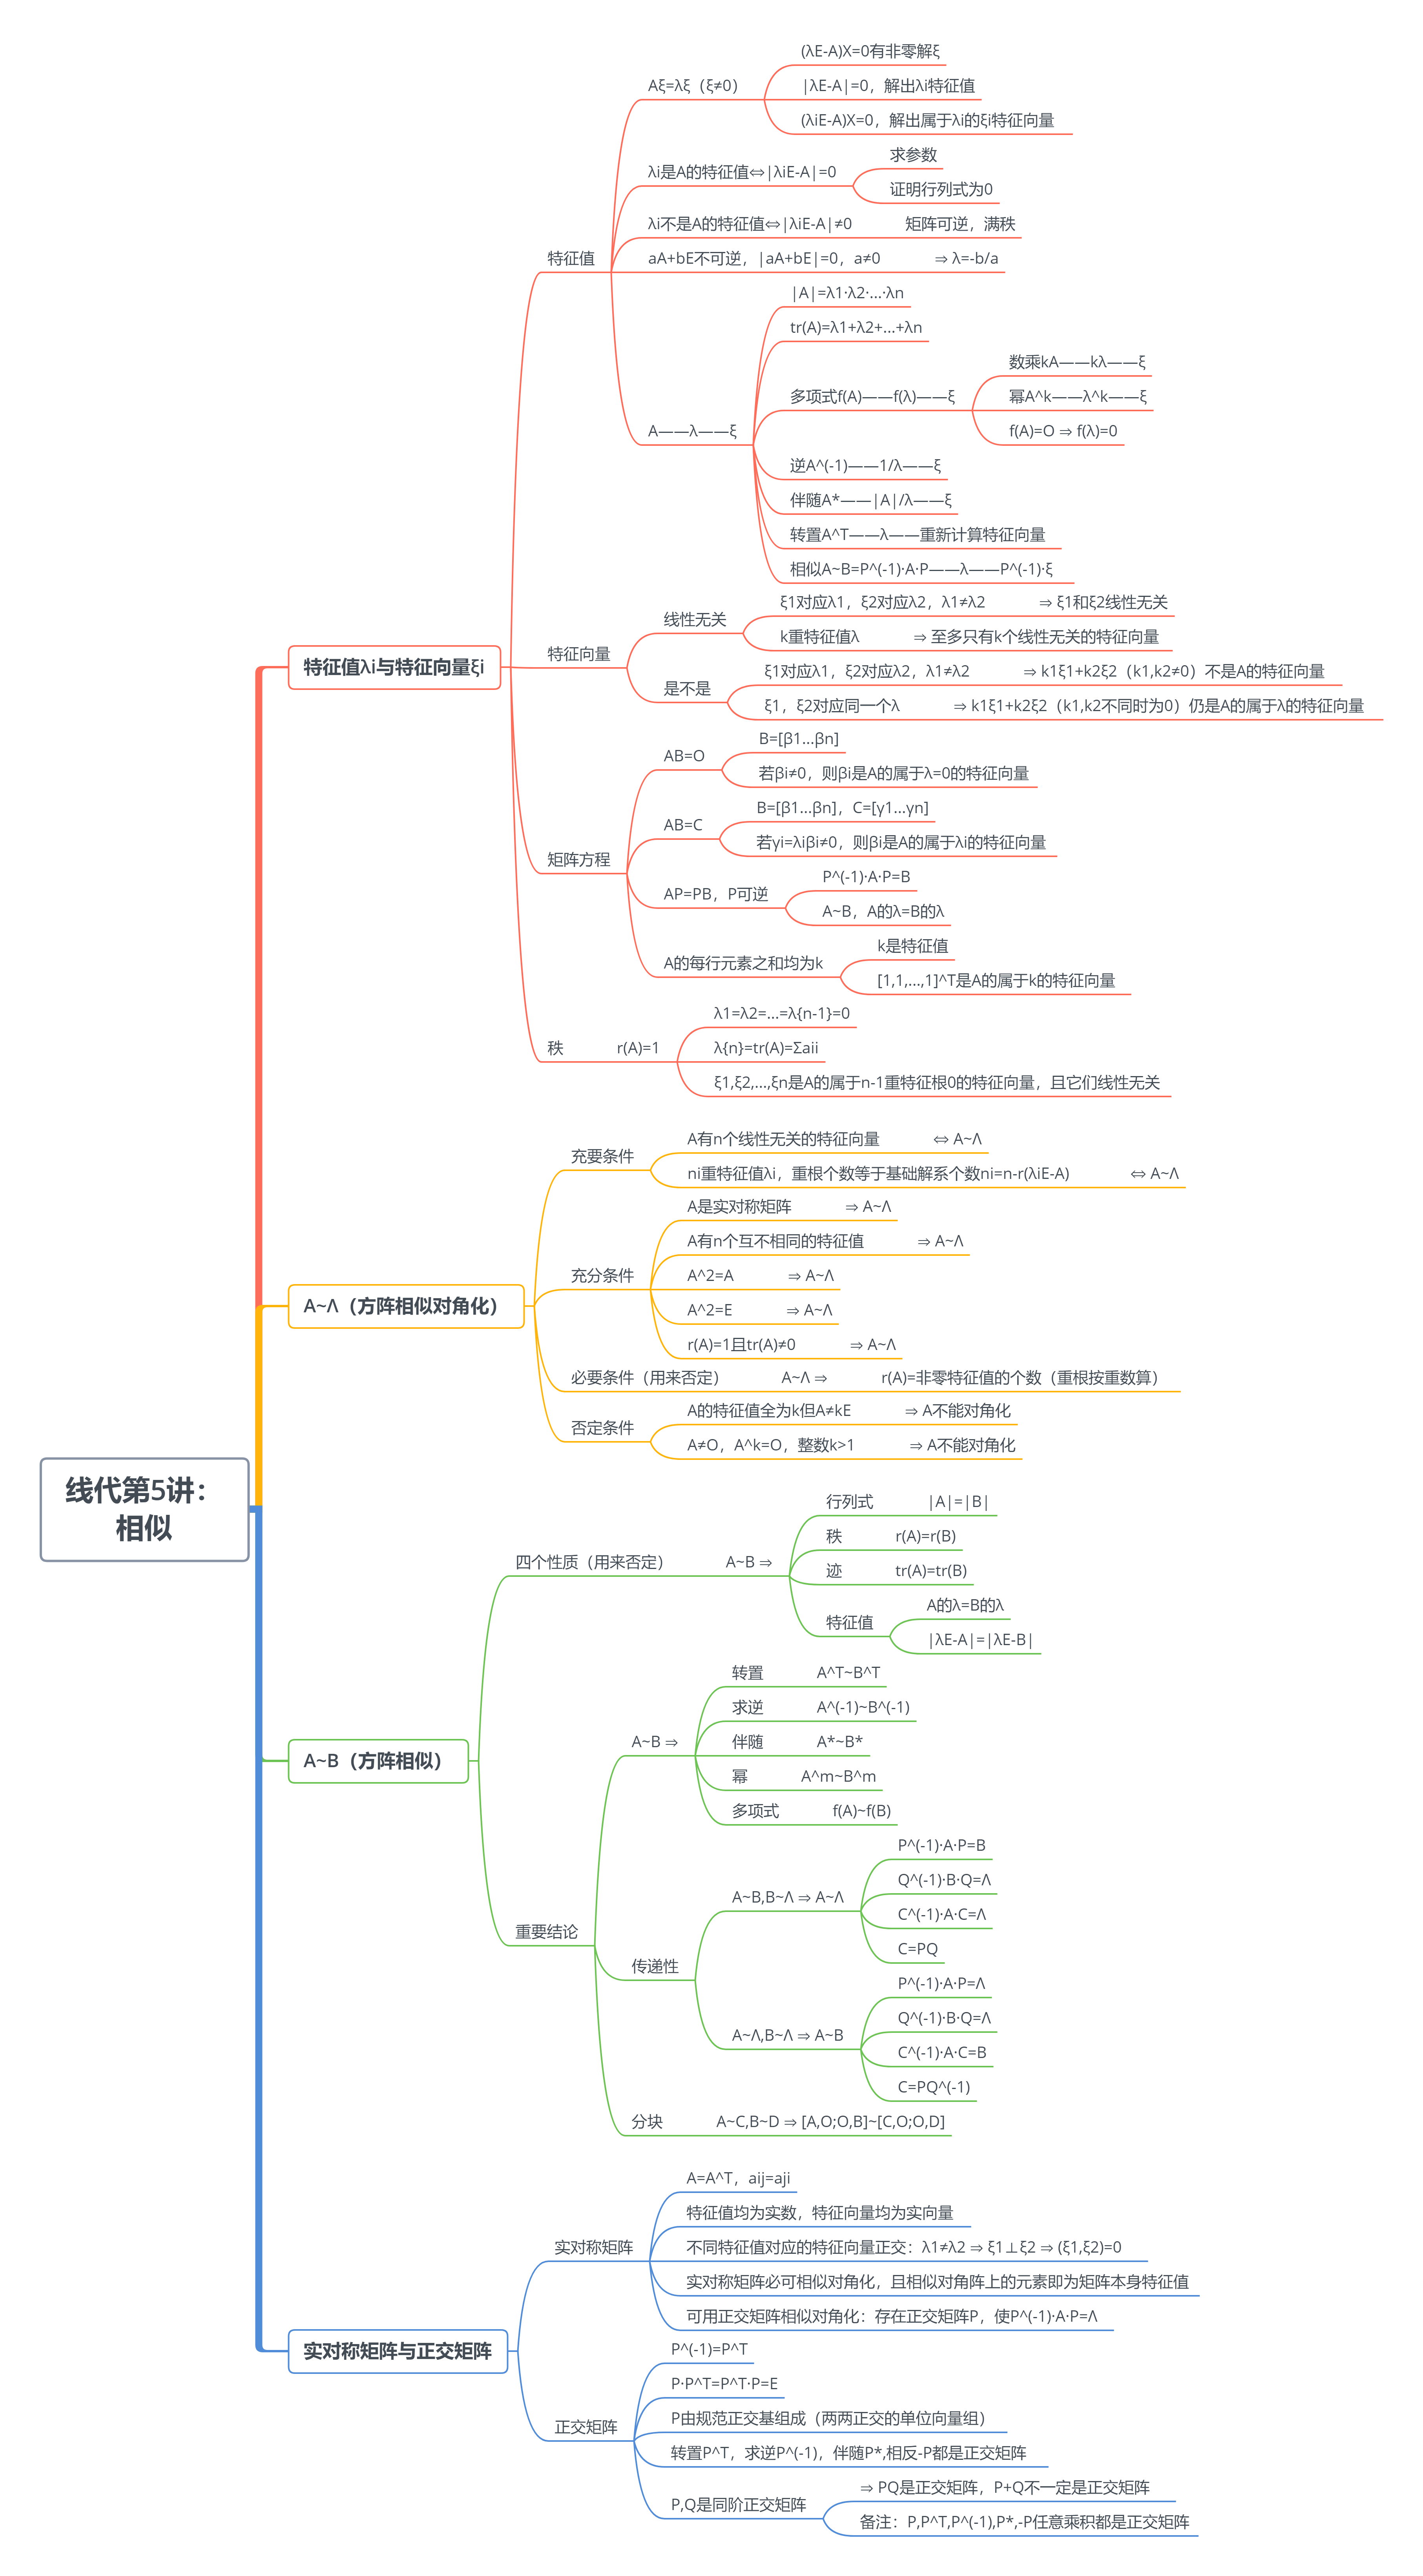 线代第5讲：
相似
特征值λi与特征向量ξi
特征值
Aξ=λξ（ξ≠0）
(λE-A)X=0有非零解ξ
|λE-A|=0，解出λi特征值
(λiE-A)X=0，解出属于λi的ξi特征向量
λi是A的特征值⇔|λiE-A|=0
求参数
证明行列式为0
λi不是A的特征值⇔|λiE-A|≠0
矩阵可逆，满秩
aA+bE不可逆，|aA+bE|=0，a≠0
⇒ λ=-b/a
A——λ——ξ
|A|=λ1·λ2·...·λn
tr(A)=λ1+λ2+...+λn
多项式f(A)——f(λ)——ξ
数乘kA——kλ——ξ
幂A^k——λ^k——ξ
f(A)=O ⇒ f(λ)=0
逆A^(-1)——1/λ——ξ
伴随A*——|A|/λ——ξ
转置A^T——λ——重新计算特征向量
相似A~B=P^(-1)·A·P——λ——P^(-1)·ξ
特征向量
线性无关
ξ1对应λ1，ξ2对应λ2，λ1≠λ2
⇒ ξ1和ξ2线性无关
k重特征值λ
⇒ 至多只有k个线性无关的特征向量
是不是
ξ1对应λ1，ξ2对应λ2，λ1≠λ2
⇒ k1ξ1+k2ξ2（k1,k2≠0）不是A的特征向量
ξ1，ξ2对应同一个λ
⇒ k1ξ1+k2ξ2（k1,k2不同时为0）仍是A的属于λ的特征向量
矩阵方程
AB=O
B=[β1...βn]
若βi≠0，则βi是A的属于λ=0的特征向量
AB=C
B=[β1...βn]，C=[γ1...γn]
若γi=λiβi≠0，则βi是A的属于λi的特征向量
AP=PB，P可逆
P^(-1)·A·P=B
A~B，A的λ=B的λ
A的每行元素之和均为k
k是特征值
[1,1,...,1]^T是A的属于k的特征向量
秩
r(A)=1
λ1=λ2=...=λ{n-1}=0
λ{n}=tr(A)=Σaii
ξ1,ξ2,...,ξn是A的属于n-1重特征根0的特征向量，且它们线性无关
A~Λ（方阵相似对角化）
充要条件
A有n个线性无关的特征向量
⇔ A~Λ
ni重特征值λi，重根个数等于基础解系个数ni=n-r(λiE-A)
⇔ A~Λ
充分条件
A是实对称矩阵
⇒ A~Λ
A有n个互不相同的特征值
⇒ A~Λ
A^2=A
⇒ A~Λ
A^2=E
⇒ A~Λ
r(A)=1且tr(A)≠0
⇒ A~Λ
必要条件（用来否定）
A~Λ ⇒
r(A)=非零特征值的个数（重根按重数算）
否定条件
A的特征值全为k但A≠kE
⇒ A不能对角化
A≠O，A^k=O，整数k>1
⇒ A不能对角化
A~B（方阵相似）
四个性质（用来否定）
A~B ⇒
行列式
|A|=|B|
秩
r(A)=r(B)
迹
tr(A)=tr(B)
特征值
A的λ=B的λ
|λE-A|=|λE-B|
重要结论
A~B ⇒
转置
A^T~B^T
求逆
A^(-1)~B^(-1)
伴随
A*~B*
幂
A^m~B^m
多项式
f(A)~f(B)
传递性
A~B,B~Λ ⇒ A~Λ
P^(-1)·A·P=B
Q^(-1)·B·Q=Λ
C^(-1)·A·C=Λ
C=PQ
A~Λ,B~Λ ⇒ A~B
P^(-1)·A·P=Λ
Q^(-1)·B·Q=Λ
C^(-1)·A·C=B
C=PQ^(-1)
分块
A~C,B~D ⇒ [A,O;O,B]~[C,O;O,D]
实对称矩阵与正交矩阵
实对称矩阵
A=A^T，aij=aji
特征值均为实数，特征向量均为实向量
不同特征值对应的特征向量正交：λ1≠λ2 ⇒ ξ1⊥ξ2 ⇒ (ξ1,ξ2)=0
实对称矩阵必可相似对角化，且相似对角阵上的元素即为矩阵本身特征值
可用正交矩阵相似对角化：存在正交矩阵P，使P^(-1)·A·P=Λ
正交矩阵
P^(-1)=P^T
P·P^T=P^T·P=E
P由规范正交基组成（两两正交的单位向量组）
转置P^T，求逆P^(-1)，伴随P*,相反-P都是正交矩阵
P,Q是同阶正交矩阵
⇒ PQ是正交矩阵，P+Q不一定是正交矩阵
备注：P,P^T,P^(-1),P*,-P任意乘积都是正交矩阵